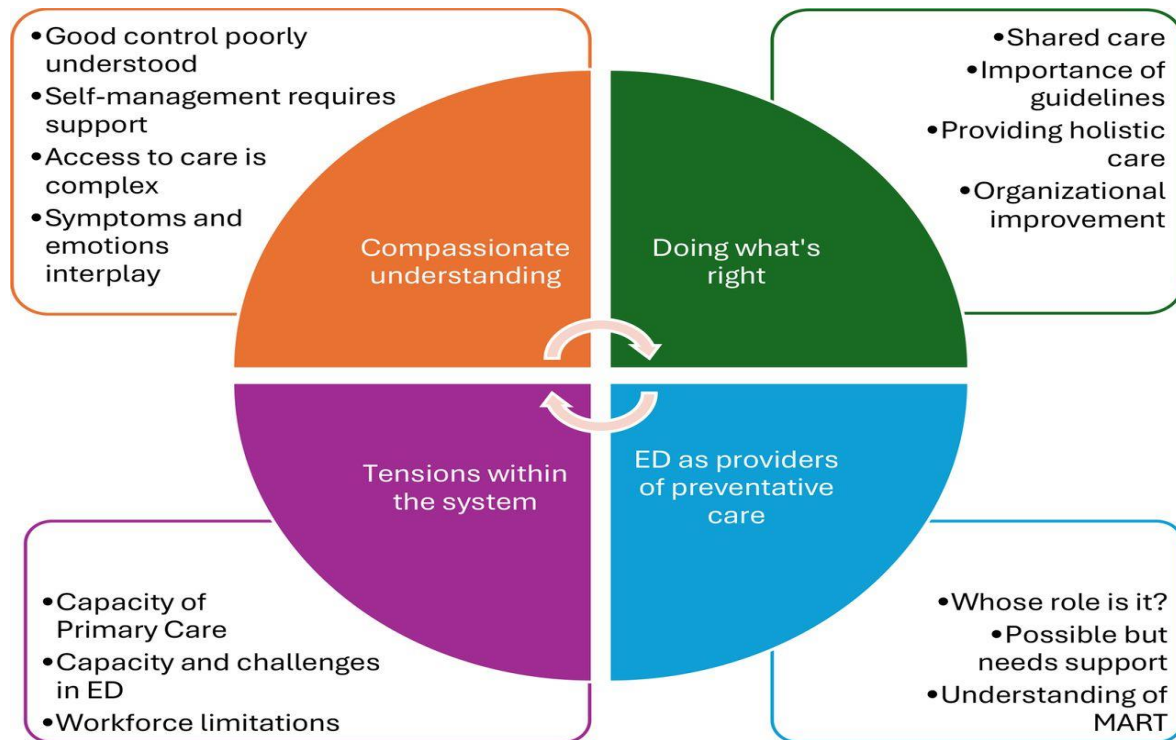 •Good control poorly
understood
•Self-management requires
support
•Access to care is
complex
•Symptoms and
emotions
interplay
•Shared care
•Importance of
guidelines
•Providing holistic
care
•Organizational
improvement
Compassionate
understanding
Doing what's
right
Tensions within
the system
ED as providers
of preventative
care
•Capacity of
Primary Care
•Capacity and challenges
in ED
•Workforce limitations
•Whose role is it?
•Possible but
needs support
•Understanding of
MART